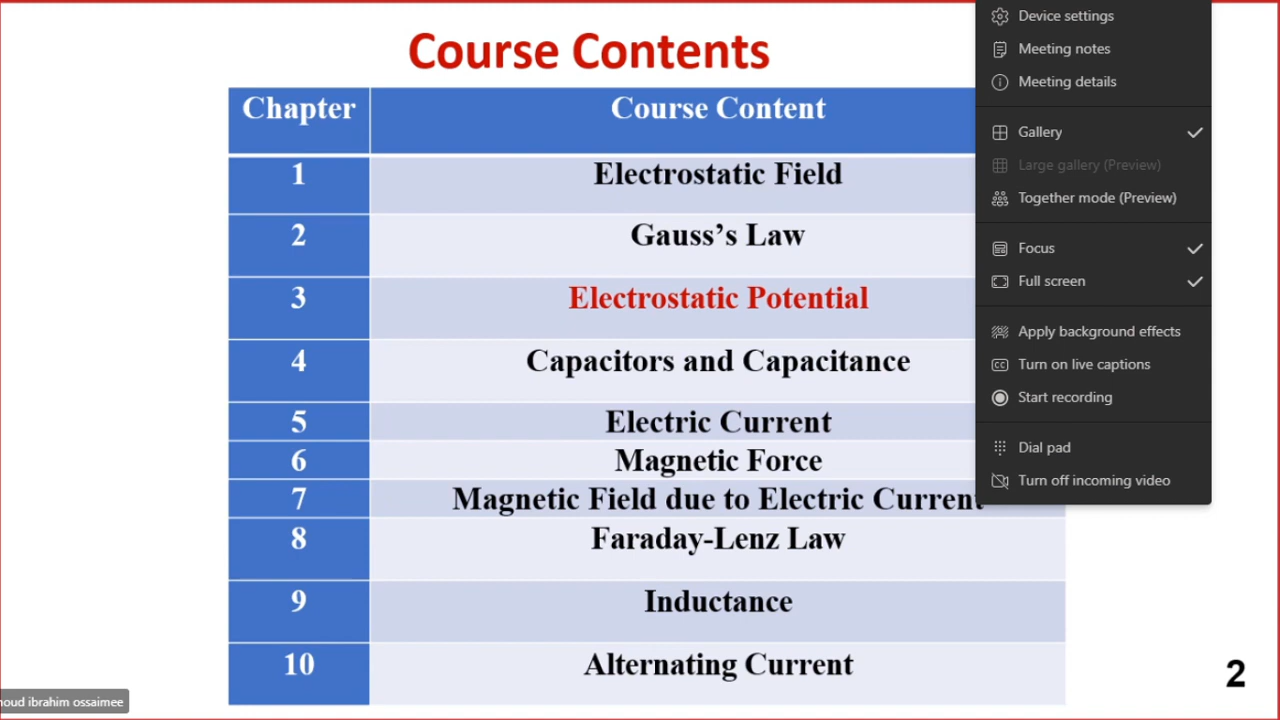 Course Contents
Chapter Course Content
1 Electrostatic Field
2 Gauss’s Law
3 Electrostatic Potential
4 Capacitors and Capacitance
5 Electric Current
6 Magnetic Force
7 Magnetic Field due to Electric Current
8 Faraday-Lenz Law
9 Inductance
10 Alternating Current
2
Device settings
Meeting notes
Meeting details
Gallery
Large gallery (Preview)
Together mode (Preview)
Focus
Full screen
Apply background effects
CC Turn on live captions
Start recording
Dial pad
Turn off incoming video
ibrahim ossaimee